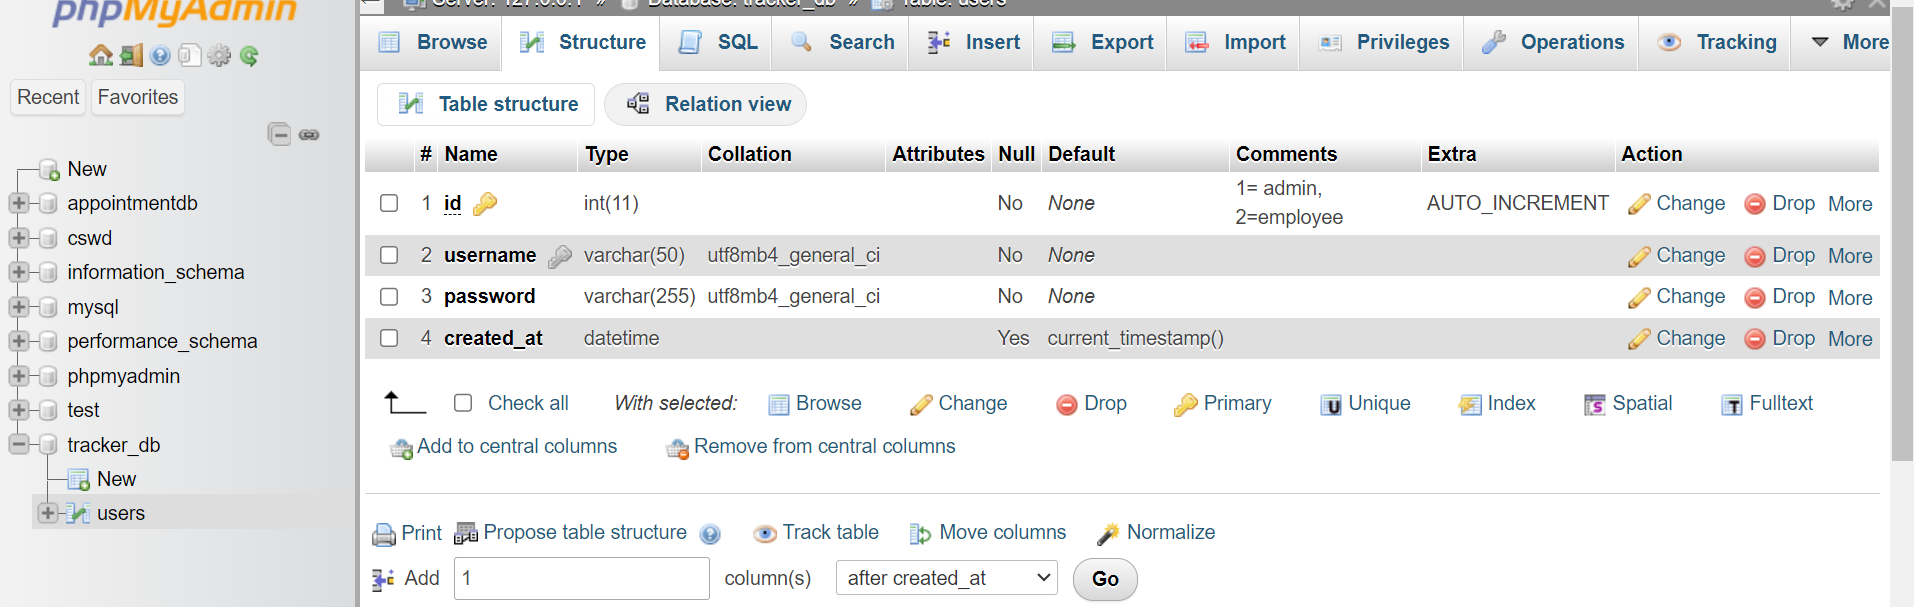 phpMyAdmin
Recent Favorites
New
appointmentdb
cswd
information_schema
mysql
performance_schema
phpmyadmin
test
tracker_db
New
users
Server: 127.0.0.1 » Database: tracker_db » Table: users
Browse Structure SQL Search Insert Export Import Privileges Operations Tracking More
Table structure Relation view
# Name Type Collation Attributes Null Default Comments Extra Action
1 id int(11) No None 1= admin, 2=employee AUTO_INCREMENT Change Drop More
2 username varchar(50) utf8mb4_general_ci No None Change Drop More
3 password varchar(255) utf8mb4_general_ci No None Change Drop More
4 created_at datetime Yes current_timestamp() Change Drop More
Check all With selected: Browse Change Drop Primary Unique Index Spatial Fulltext
Add to central columns Remove from central columns
Print Propose table structure Track table Move columns Normalize
Add 1 column(s) after created_at Go